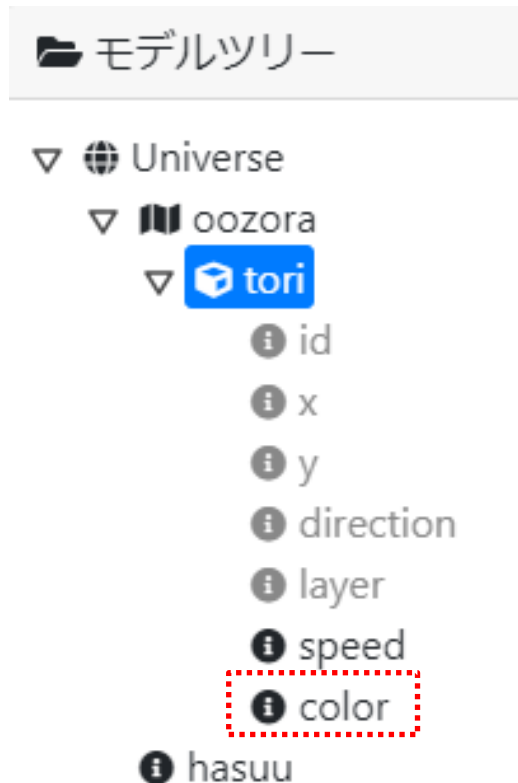 モデルツリー
Universe
oozora
tori
id
x
y
direction
layer
speed
color
hasuu